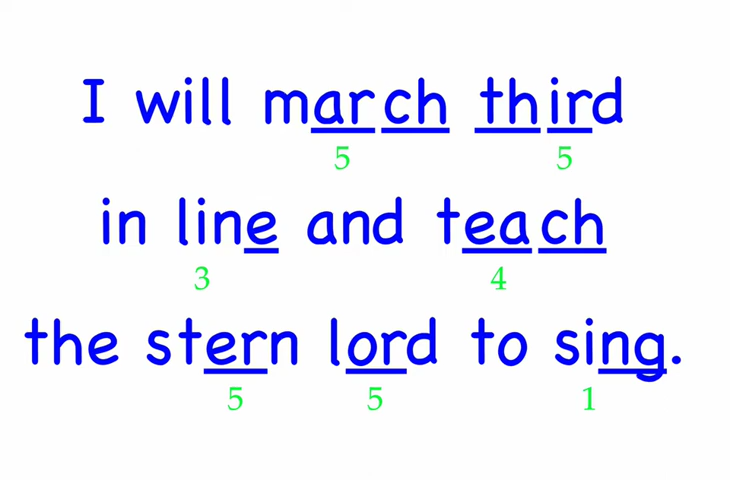 I will march third
5 5
in line and teach
3 4
the stern lord to sing.
5 5 1